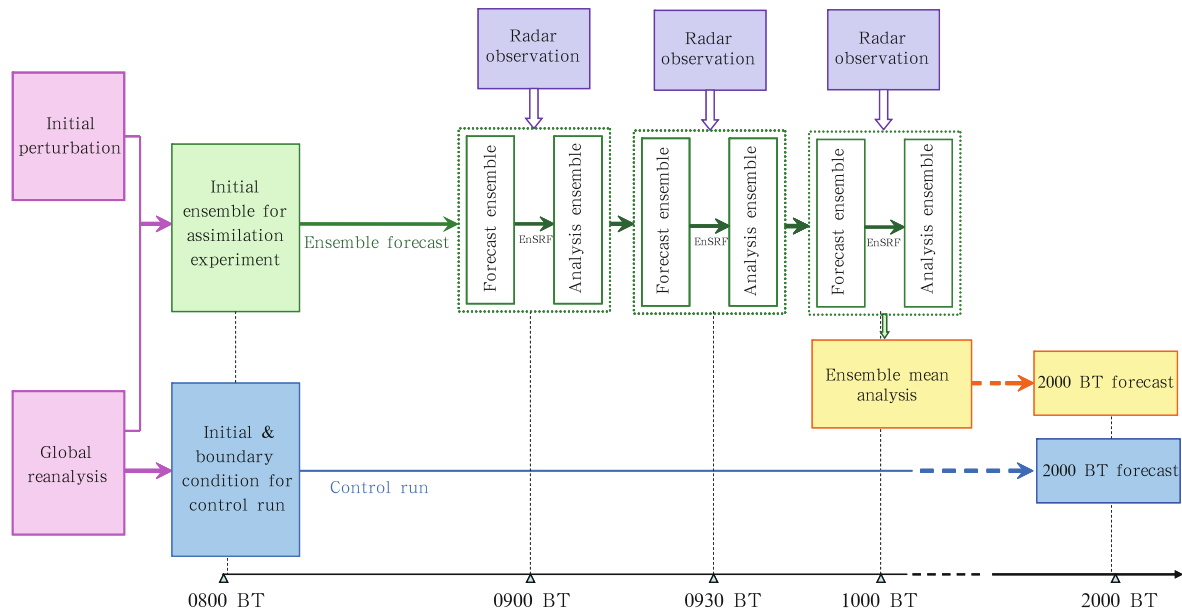 Radar
observation
Radar
observation
Radar
observation
Initial
perturbation
Initial
ensemble for
assimilation
experiment
Ensemble forecast
Forecast ensemble
EnSRF
Analysis ensemble
Forecast ensemble
EnSRF
Analysis ensemble
Forecast ensemble
EnSRF
Analysis ensemble
Ensemble mean
analysis
2000 BT forecast
Global
reanalysis
Initial &
boundary
condition for
control run
Control run
2000 BT forecast
0800 BT
0900 BT
0930 BT
1000 BT
2000 BT